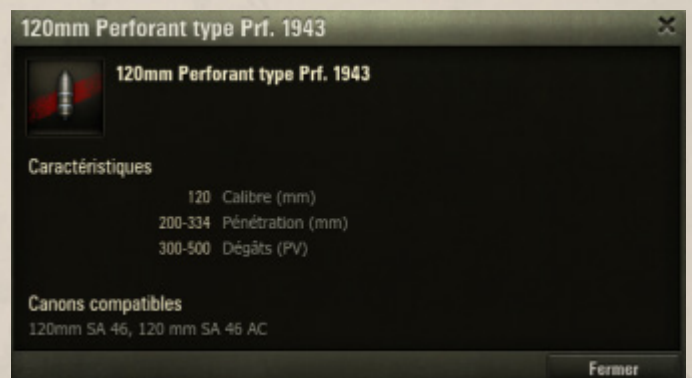 120mm Perforant type Prf. 1943
120mm Perforant type Prf. 1943
Caractéristiques
120 Calibre (mm)
200-334 Pénétration (mm)
300-500 Dégâts (PV)
Canons compatibles
120mm SA 46, 120 mm SA 46 AC
Fermer